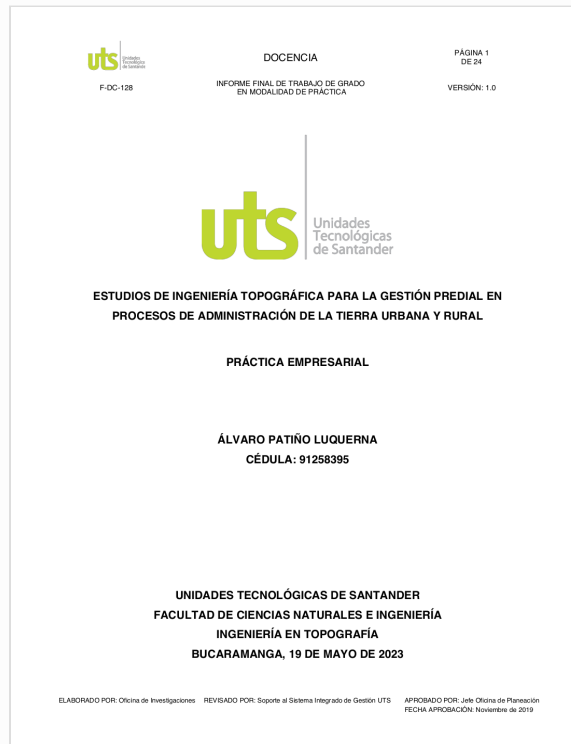 uts Unidades
Tecnológicas
de Santander
DOCENCIA
PÁGINA 1
DE 24
F-DC-128
INFORME FINAL DE TRABAJO DE GRADO
EN MODALIDAD DE PRÁCTICA
VERSIÓN: 1.0
uts Unidades
Tecnológicas
de Santander
ESTUDIOS DE INGENIERÍA TOPOGRÁFICA PARA LA GESTIÓN PREDIAL EN
PROCESOS DE ADMINISTRACIÓN DE LA TIERRA URBANA Y RURAL
PRÁCTICA EMPRESARIAL
ÁLVARO PATIÑO LUQUERNA
CÉDULA: 91258395
UNIDADES TECNOLÓGICAS DE SANTANDER
FACULTAD DE CIENCIAS NATURALES E INGENIERÍA
INGENIERÍA EN TOPOGRAFÍA
BUCARAMANGA, 19 DE MAYO DE 2023
ELABORADO POR: Oficina de Investigaciones REVISADO POR: Soporte al Sistema Integrado de Gestión UTS APROBADO POR: Jefe Oficina de Planeación
FECHA APROBACIÓN: Noviembre de 2019